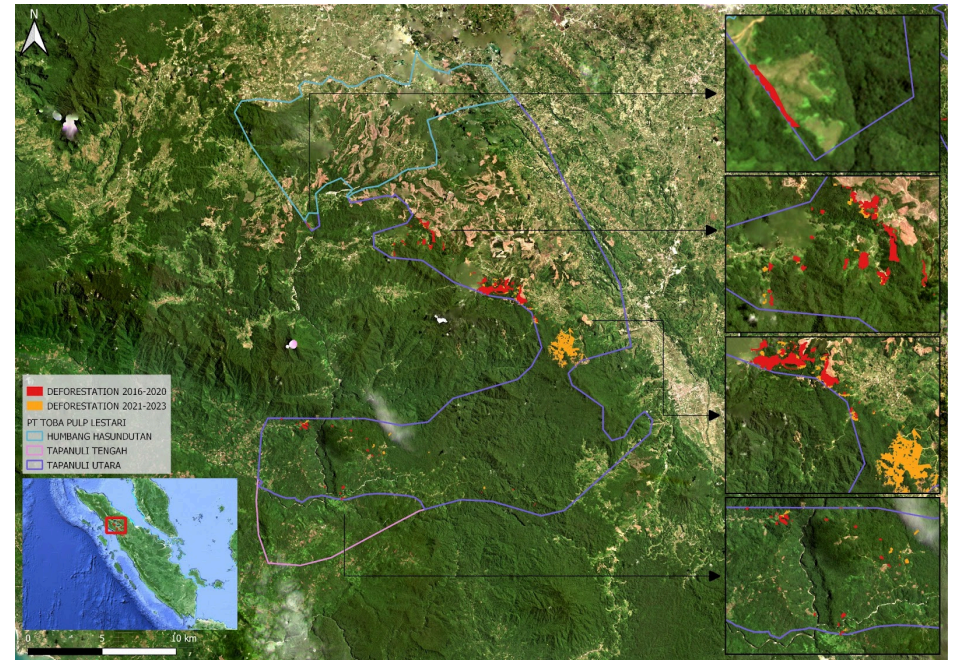 N
DEFORESTATION 2016-2020
DEFORESTATION 2021-2023
PT TOBA PULP LESTARI
HUMBANG HASUNDUTAN
TAPANULI TENGAH
TAPANULI UTARA
0 5 10 km